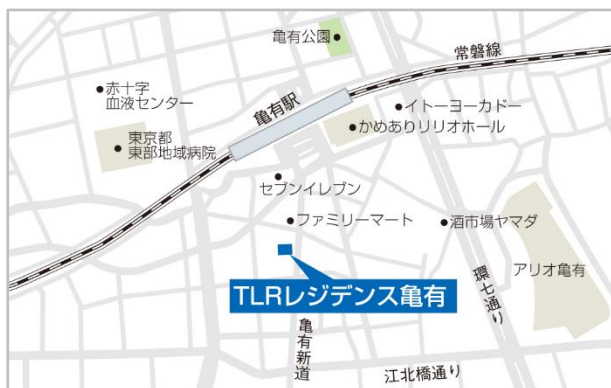 亀有公園
常磐線
赤十字
血液センター
亀有駅
イトーヨーカドー
かめありリリオホール
東京都
東部地域病院
セブンイレブン
ファミリーマート
酒市場ヤマダ
アリオ亀有
TLRレジデンス亀有
環七通り
亀有新道
江北橋通り